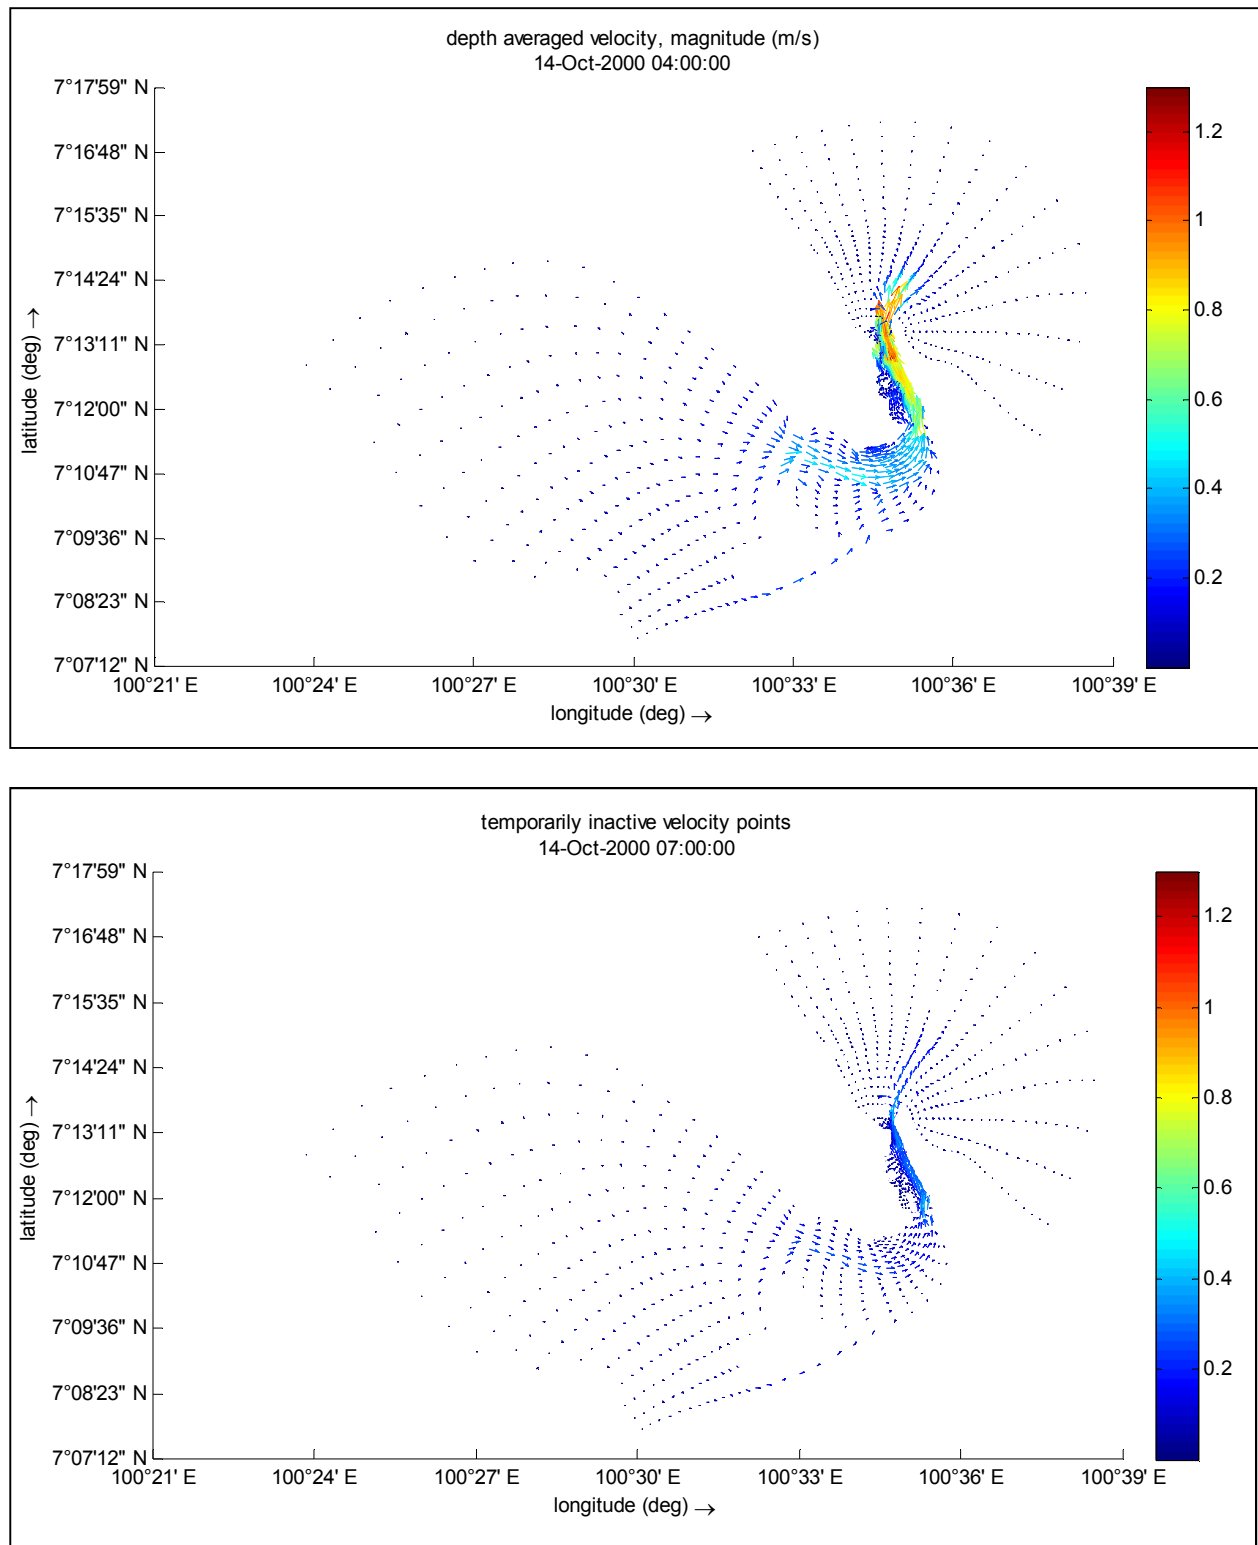 depth averaged velocity, magnitude (m/s)
14-Oct-2000 04:00:00
7°17'59" N
7°16'48" N
7°15'35" N
7°14'24" N
7°13'11" N
7°12'00" N
7°10'47" N
7°09'36" N
7°08'23" N
7°07'12" N
latitude (deg) →
100°21' E 100°24' E 100°27' E 100°30' E 100°33' E 100°36' E 100°39' E
longitude (deg) →
1.2
1
0.8
0.6
0.4
0.2
temporarily inactive velocity points
14-Oct-2000 07:00:00
7°17'59" N
7°16'48" N
7°15'35" N
7°14'24" N
7°13'11" N
7°12'00" N
7°10'47" N
7°09'36" N
7°08'23" N
7°07'12" N
latitude (deg) →
100°21' E 100°24' E 100°27' E 100°30' E 100°33' E 100°36' E 100°39' E
longitude (deg) →
1.2
1
0.8
0.6
0.4
0.2